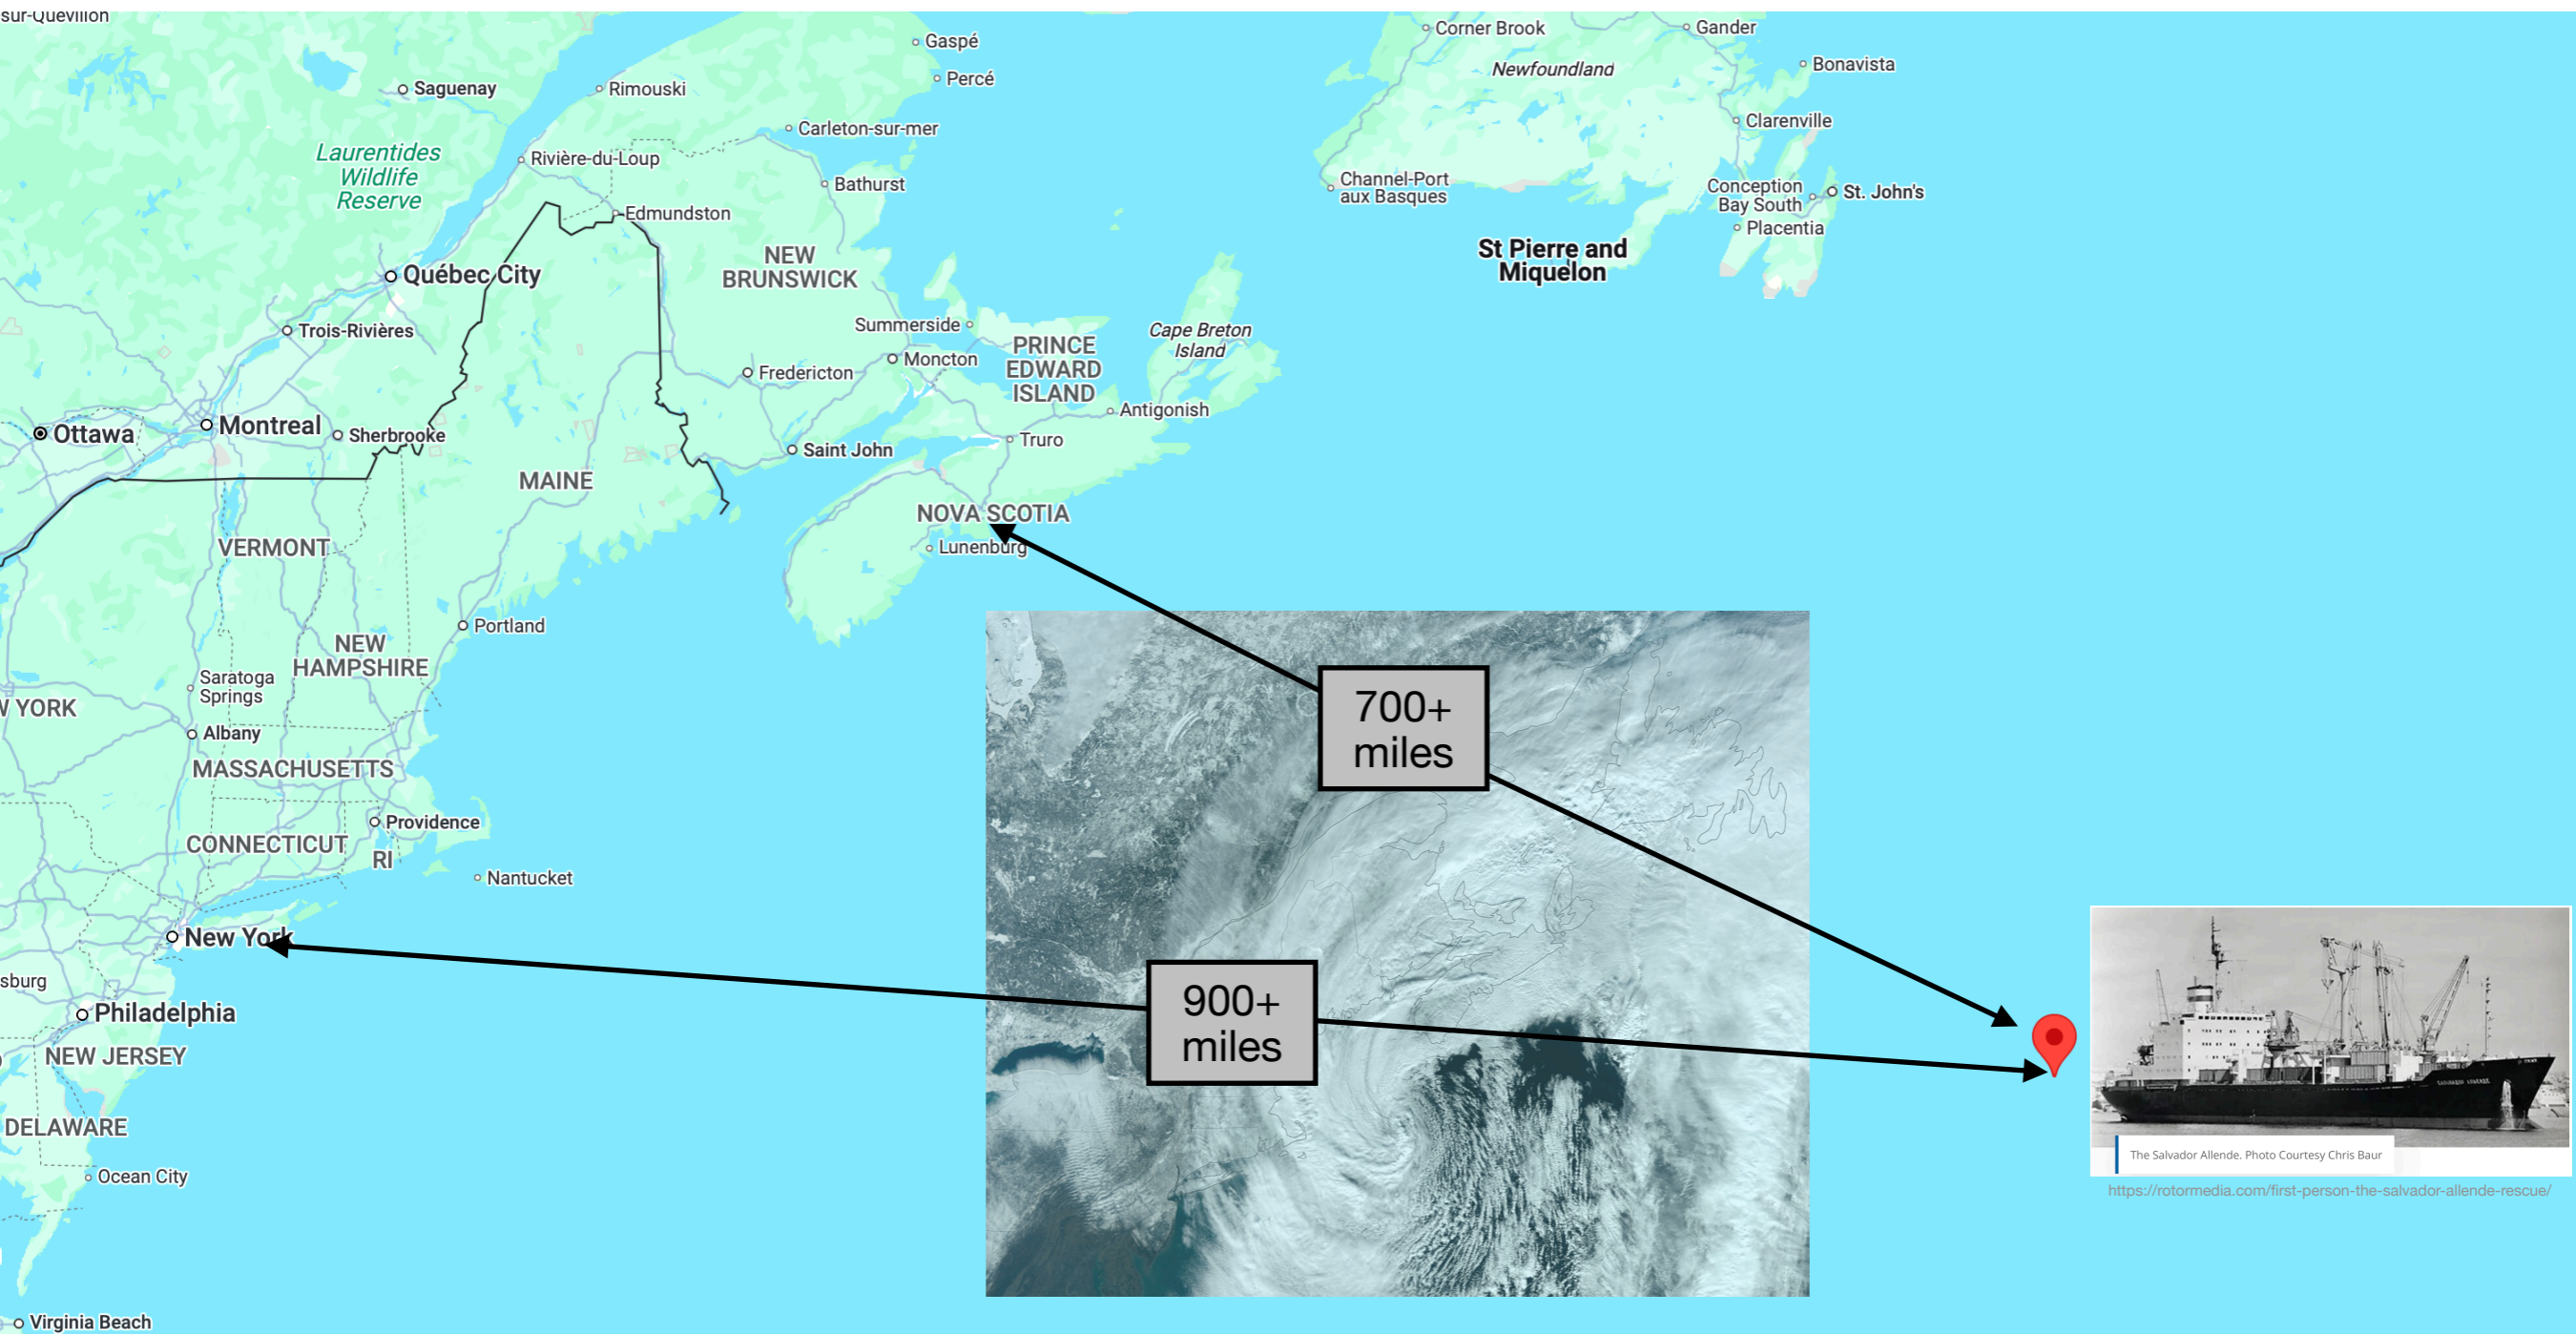 sur-Quévillon
Gaspé
Corner Brook
Gander
Newfoundland
Bonavista
Saguenay
Rimouski
Percé
Carleton-sur-mer
Clarenville
Laurentides
Wildlife
Reserve
Rivière-du-Loup
Bathurst
Channel-Port
aux Basques
Conception
Bay South
St. John's
Placentia
Edmundston
NEW
BRUNSWICK
St Pierre and
Miquelon
Québec City
Trois-Rivières
Summerside
Cape Breton
Island
PRINCE
EDWARD
ISLAND
Moncton
Fredericton
Antigonish
Ottawa
Montreal
Sherbrooke
Saint John
Truro
MAINE
NOVA SCOTIA
Lunenburg
VERMONT
Portland
NEW
HAMPSHIRE
Saratoga
Springs
W YORK
Albany
700+
miles
MASSACHUSETTS
Providence
CONNECTICUT
RI
Nantucket
New York
sburg
Philadelphia
900+
miles
NEW JERSEY
DELAWARE
Ocean City
SALVADOR ALLENDE
The Salvador Allende. Photo Courtesy Chris Baur
https://rotormedia.com/first-person-the-salvador-allende-rescue/
Virginia Beach